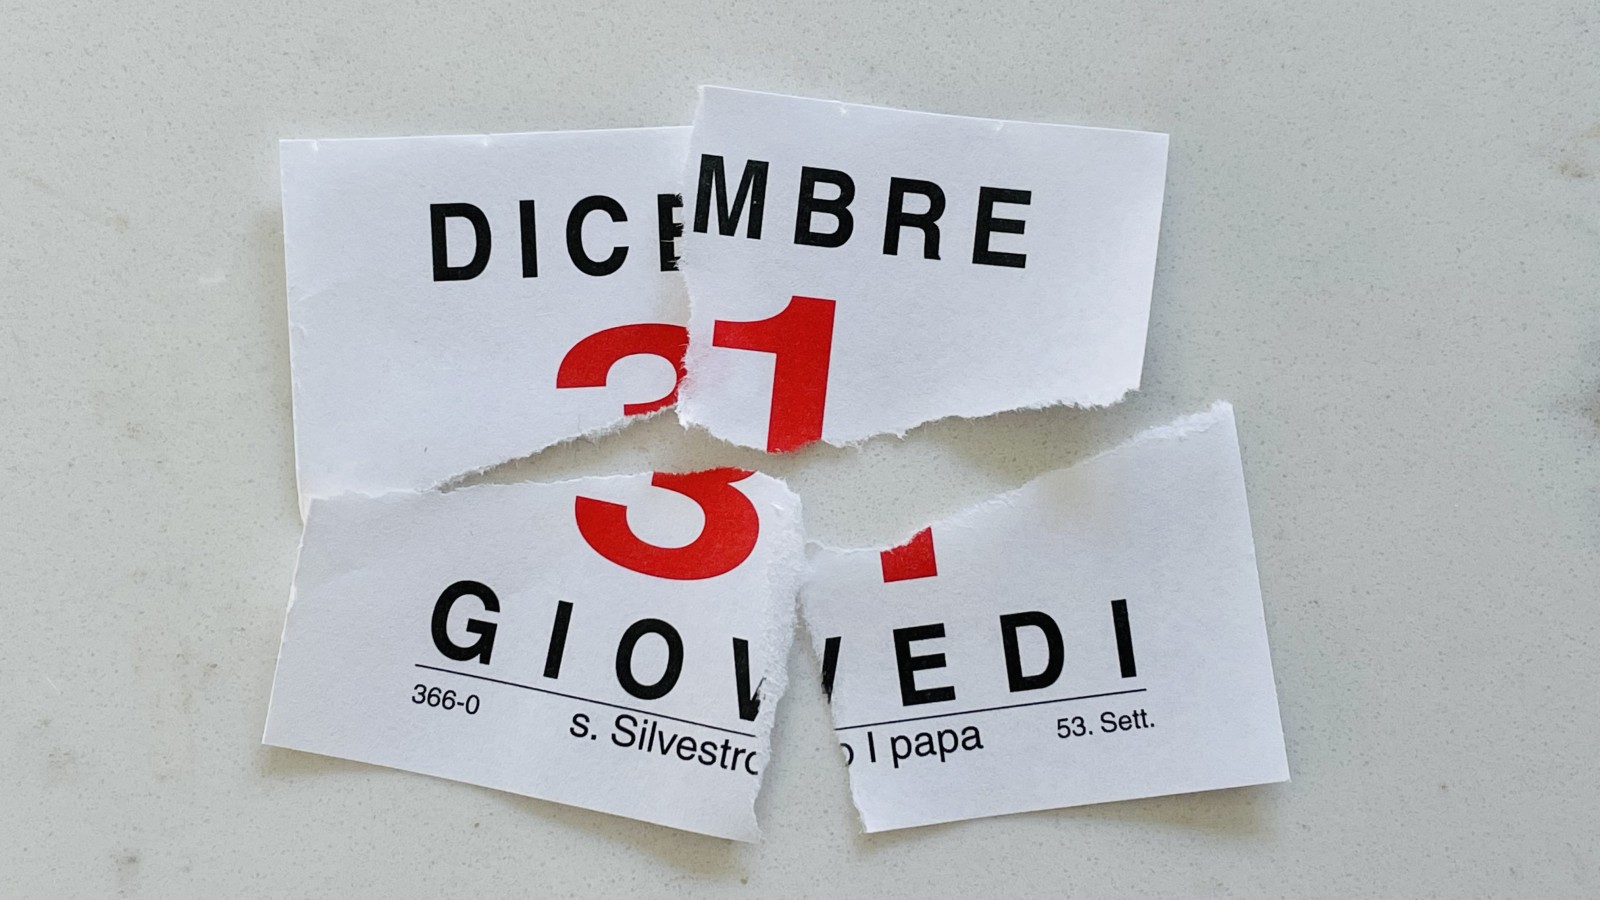 DICEMBRE
31
GIOVEDI
366-0 s. Silvestro I papa 53. Sett.